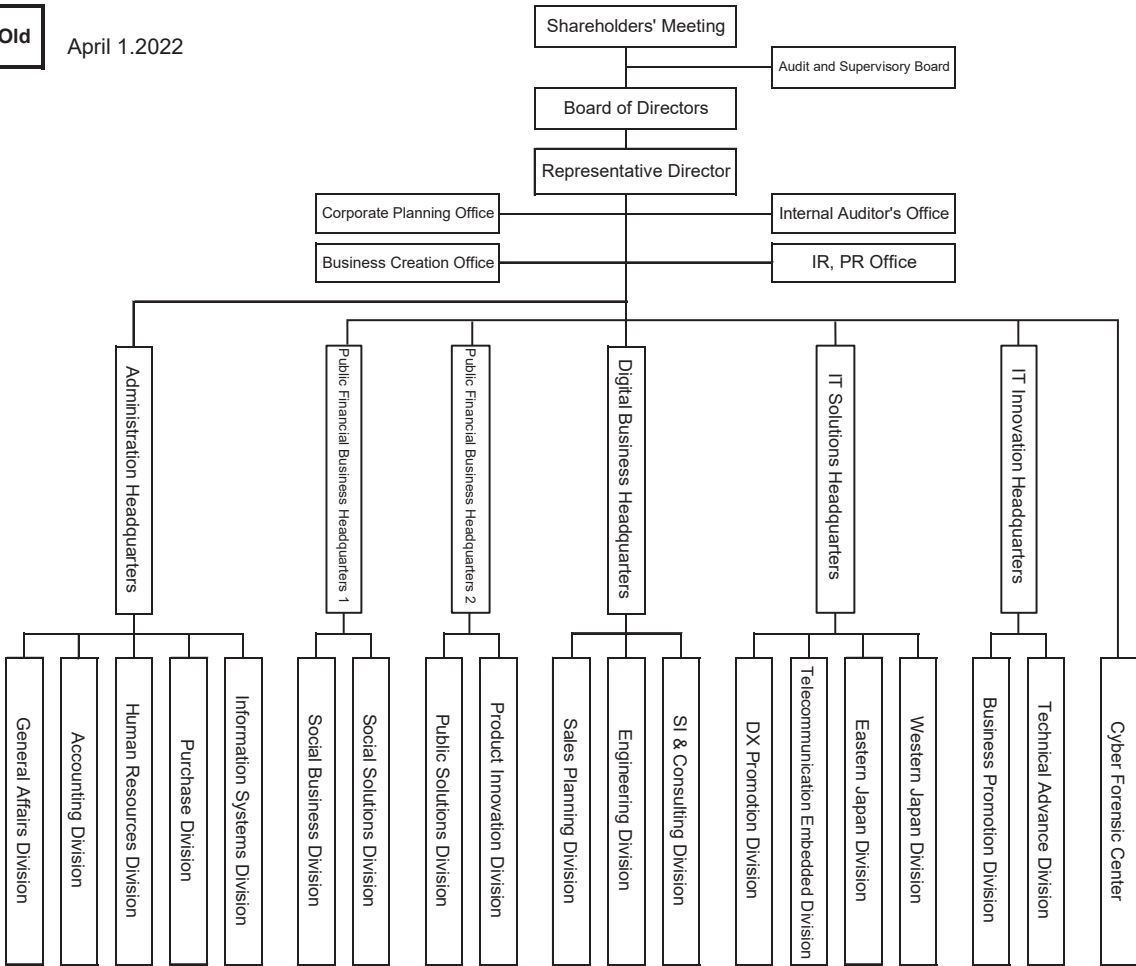 Old
April 1.2022
Shareholders' Meeting
Audit and Supervisory Board
Board of Directors
Representative Director
Corporate Planning Office
Internal Auditor's Office
Business Creation Office
IR, PR Office
Administration Headquarters
Public Financial Business Headquarters 1
Public Financial Business Headquarters 2
Digital Business Headquarters
IT Solutions Headquarters
IT Innovation Headquarters
General Affairs Division
Accounting Division
Human Resources Division
Purchase Division
Information Systems Division
Social Business Division
Social Solutions Division
Public Solutions Division
Product Innovation Division
Sales Planning Division
Engineering Division
SI & Consulting Division
DX Promotion Division
Telecommunication Embedded Division
Eastern Japan Division
Western Japan Division
Business Promotion Division
Technical Advance Division
Cyber Forensic Center